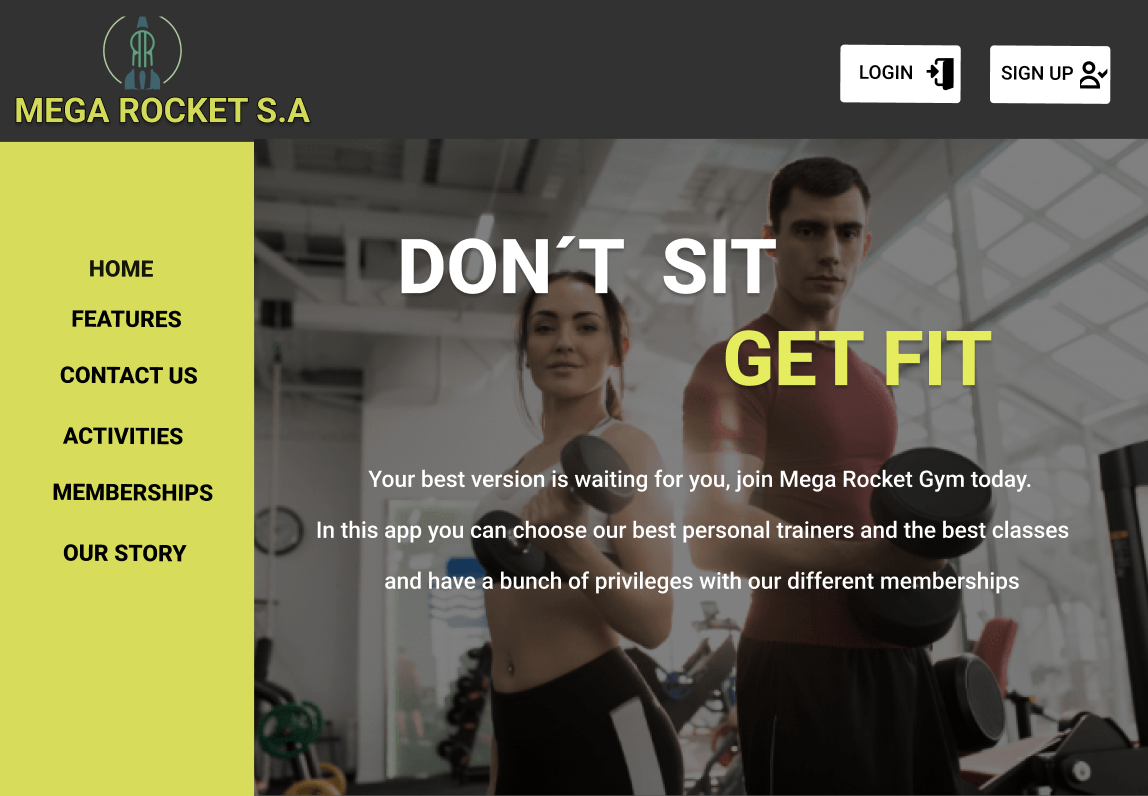 MEGA ROCKET S.A
LOGIN
SIGN UP
HOME
FEATURES
CONTACT US
ACTIVITIES
MEMBERSHIPS
OUR STORY
DON´T SIT
GET FIT
Your best version is waiting for you, join Mega Rocket Gym today.
In this app you can choose our best personal trainers and the best classes
and have a bunch of privileges with our different memberships